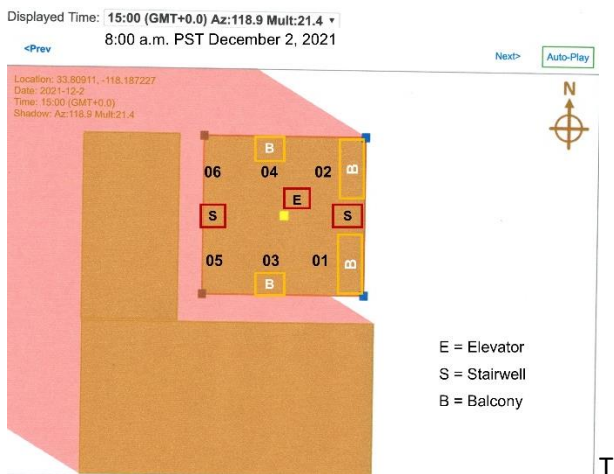 Displayed Time: 15:00 (GMT+0.0) Az:118.9 Mult:21.4
8:00 a.m. PST December 2, 2021
<Prev
Next>
Auto-Play
Location: 33.80911, -118.187227
Date: 2021-12-2
Time: 15:00 (GMT+0.0)
Shadow: Az:118.9 Mult:21.4
N
B
06 04 02 B
E
S S
05 03 01 B
B
E = Elevator
S = Stairwell
B = Balcony
T